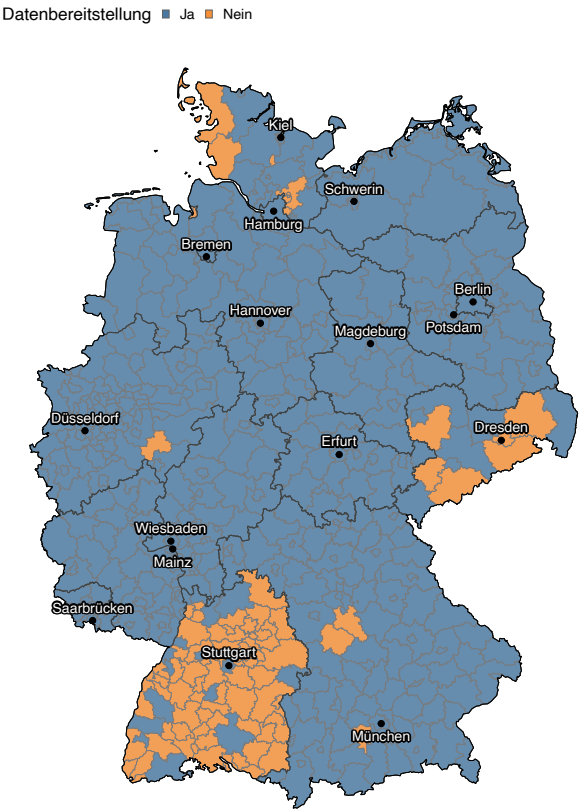 Datenbereitstellung Ja Nein
Kiel
Schwerin
Hamburg
Bremen
Berlin
Hannover
Potsdam
Magdeburg
Düsseldorf
Dresden
Erfurt
Wiesbaden
Mainz
Saarbrücken
Stuttgart
München